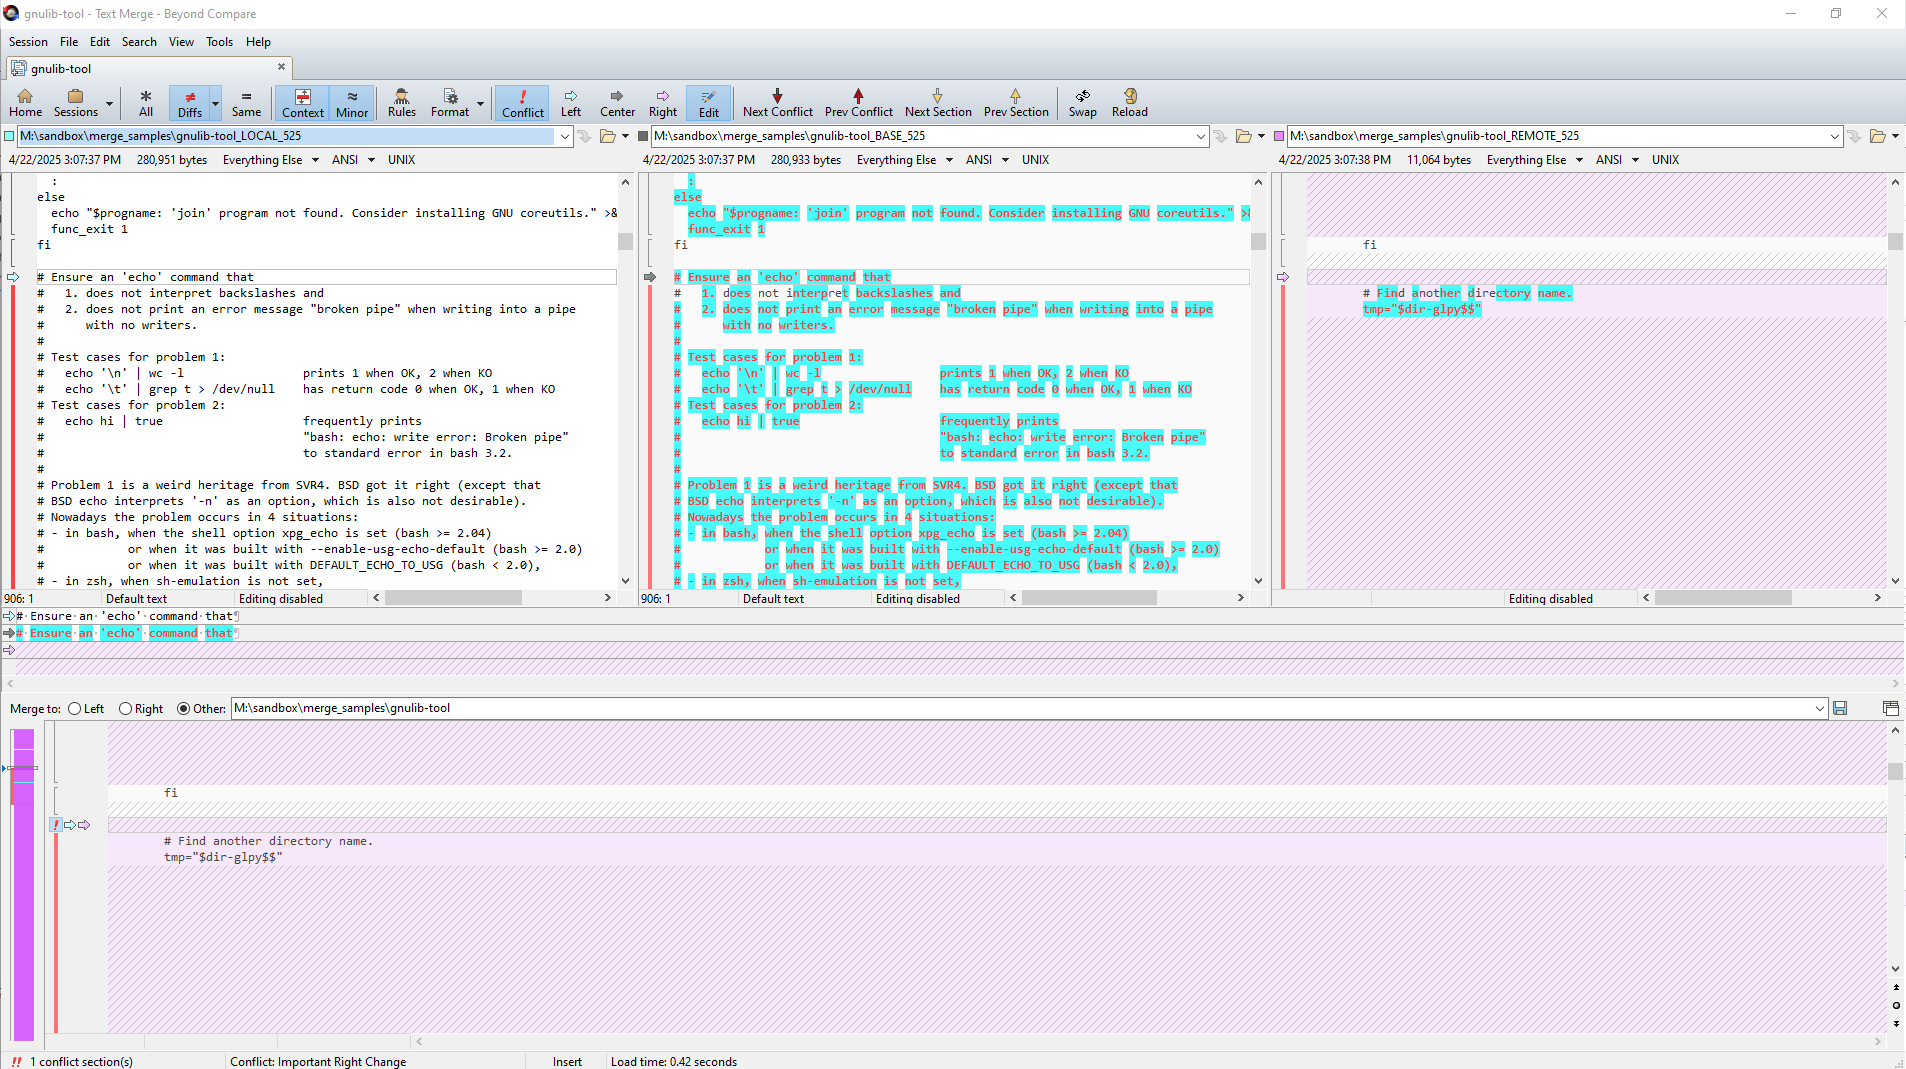 gnulib-tool - Text Merge - Beyond Compare
Session File Edit Search View Tools Help
gnulib-tool
Home Sessions All Diffs Same Context Minor Rules Format Conflict Left Center Right Edit Next Conflict Prev Conflict Next Section Prev Section Swap Reload
M:\sandbox\merge_samples\gnulib-tool_LOCAL_525
4/22/2025 3:07:37 PM 280,951 bytes Everything Else ANSI UNIX
:
else
echo "$progname: 'join' program not found. Consider installing GNU coreutils." >&
func_exit 1
fi
# Ensure an 'echo' command that
#   1. does not interpret backslashes and
#   2. does not print an error message "broken pipe" when writing into a pipe
#      with no writers.
#
# Test cases for problem 1:
#   echo '\n' | wc -l                 prints 1 when OK, 2 when KO
#   echo '\t' | grep t > /dev/null    has return code 0 when OK, 1 when KO
# Test cases for problem 2:
#   echo hi | true                    frequently prints
#                                     "bash: echo: write error: Broken pipe"
#                                     to standard error in bash 3.2.
#
# Problem 1 is a weird heritage from SVR4. BSD got it right (except that
# BSD echo interprets '-n' as an option, which is also not desirable).
# Nowadays the problem occurs in 4 situations:
# - in bash, when the shell option xpg_echo is set (bash >= 2.04)
#            or when it was built with --enable-usg-echo-default (bash >= 2.0)
#            or when it was built with DEFAULT_ECHO_TO_USG (bash < 2.0),
# - in zsh, when sh-emulation is not set,
906: 1 Default text Editing disabled
M:\sandbox\merge_samples\gnulib-tool_BASE_525
4/22/2025 3:07:37 PM 280,933 bytes Everything Else ANSI UNIX
:
else
echo "$progname: 'join' program not found. Consider installing GNU coreutils." >&
func_exit 1
fi
# Ensure an 'echo' command that
#   1. does not interpret backslashes and
#   2. does not print an error message "broken pipe" when writing into a pipe
#      with no writers.
#
# Test cases for problem 1:
#   echo '\n' | wc -l                 prints 1 when OK, 2 when KO
#   echo '\t' | grep t > /dev/null    has return code 0 when OK, 1 when KO
# Test cases for problem 2:
#   echo hi | true                    frequently prints
#                                     "bash: echo: write error: Broken pipe"
#                                     to standard error in bash 3.2.
#
# Problem 1 is a weird heritage from SVR4. BSD got it right (except that
# BSD echo interprets '-n' as an option, which is also not desirable).
# Nowadays the problem occurs in 4 situations:
# - in bash, when the shell option xpg_echo is set (bash >= 2.04)
#            or when it was built with --enable-usg-echo-default (bash >= 2.0)
#            or when it was built with DEFAULT_ECHO_TO_USG (bash < 2.0),
# - in zsh, when sh-emulation is not set,
906: 1 Default text Editing disabled
M:\sandbox\merge_samples\gnulib-tool_REMOTE_525
4/22/2025 3:07:38 PM 11,064 bytes Everything Else ANSI UNIX
fi
# Find another directory name.
tmp="$dir-glpy$$"
Editing disabled
#·Ensure·an·'echo'·command·that¶
#·Ensure·an·'echo'·command·that¶
Merge to: Left Right Other: M:\sandbox\merge_samples\gnulib-tool
fi
# Find another directory name.
tmp="$dir-glpy$$"
!! 1 conflict section(s) Conflict: Important Right Change Insert Load time: 0.42 seconds